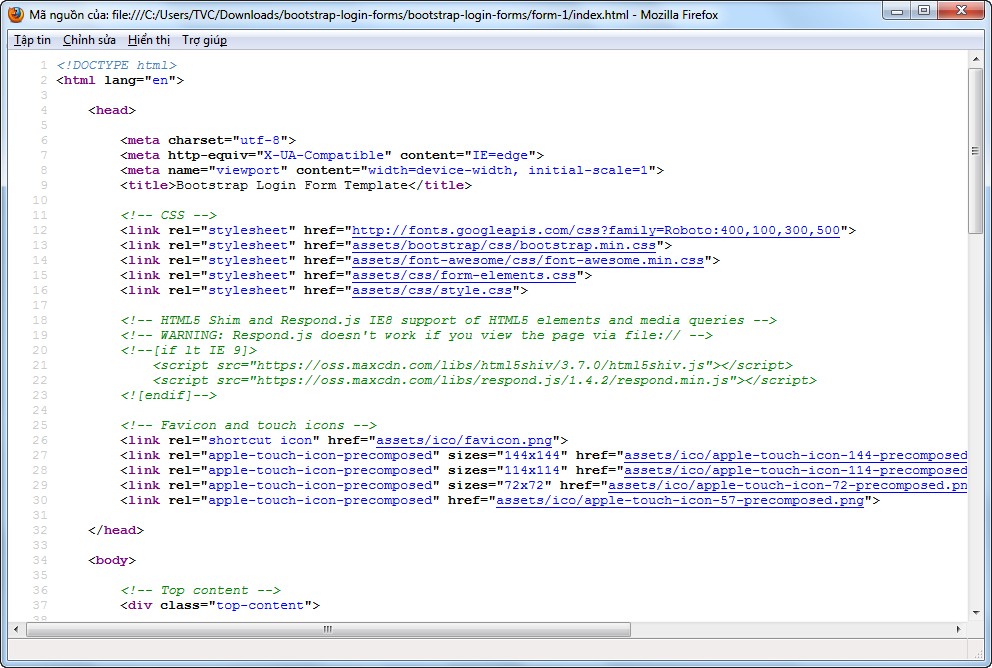 Mã nguồn của: file:///C:/Users/TVC/Downloads/bootstrap-login-forms/bootstrap-login-forms/form-1/index.html - Mozilla Firefox
Tập tin Chỉnh sửa Hiển thị Trợ giúp
1 <!DOCTYPE html>
2 <html lang="en">
3
4 <head>
5
6 <meta charset="utf-8">
7 <meta http-equiv="X-UA-Compatible" content="IE=edge">
8 <meta name="viewport" content="width=device-width, initial-scale=1">
9 <title>Bootstrap Login Form Template</title>
10
11 <!-- CSS -->
12 <link rel="stylesheet" href="http://fonts.googleapis.com/css?family=Roboto:400,100,300,500">
13 <link rel="stylesheet" href="assets/bootstrap/css/bootstrap.min.css">
14 <link rel="stylesheet" href="assets/font-awesome/css/font-awesome.min.css">
15 <link rel="stylesheet" href="assets/css/form-elements.css">
16 <link rel="stylesheet" href="assets/css/style.css">
17
18 <!-- HTML5 Shim and Respond.js IE8 support of HTML5 elements and media queries -->
19 <!-- WARNING: Respond.js doesn't work if you view the page via file:// -->
20 <!--[if lt IE 9]>
21 <script src="https://oss.maxcdn.com/libs/html5shiv/3.7.0/html5shiv.js"></script>
22 <script src="https://oss.maxcdn.com/libs/respond.js/1.4.2/respond.min.js"></script>
23 <![endif]-->
24
25 <!-- Favicon and touch icons -->
26 <link rel="shortcut icon" href="assets/ico/favicon.png">
27 <link rel="apple-touch-icon-precomposed" sizes="144x144" href="assets/ico/apple-touch-icon-144-precomposed
28 <link rel="apple-touch-icon-precomposed" sizes="114x114" href="assets/ico/apple-touch-icon-114-precomposed
29 <link rel="apple-touch-icon-precomposed" sizes="72x72" href="assets/ico/apple-touch-icon-72-precomposed.pn
30 <link rel="apple-touch-icon-precomposed" href="assets/ico/apple-touch-icon-57-precomposed.png">
31
32 </head>
33
34 <body>
35
36 <!-- Top content -->
37 <div class="top-content">
38